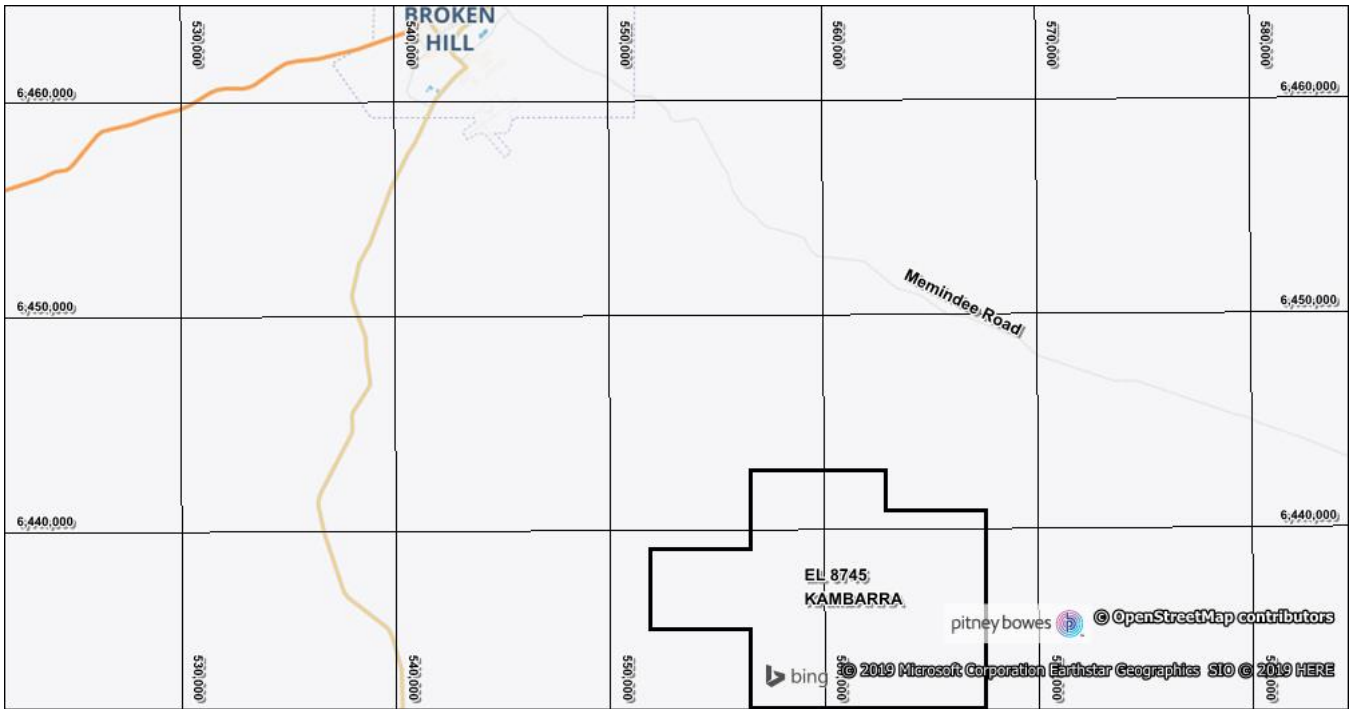 BROKEN
HILL
530,000
540,000
550,000
560,000
570,000
580,000
6,460,000
6,460,000
Memindee Road
6,450,000
6,450,000
6,440,000
6,440,000
EL 8745
KAMBARRA
pitney bowes
© OpenStreetMap contributors
530,000
540,000
550,000
bing
© 2019 Microsoft Corporation Earthstar Geographics SIO © 2019 HERE